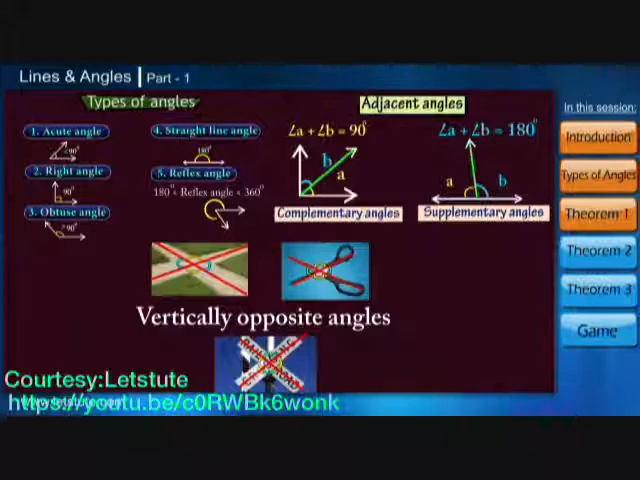 Lines & Angles | Part - 1
In this session:
Types of angles
Adjacent angles
1. Acute angle
<90°
2. Right angle
90°
3. Obtuse angle
>90°
4. Straight line angle
180°
5. Reflex angle
180° < Reflex angle < 360°
∠a + ∠b = 90°
b
a
Complementary angles
∠a + ∠b = 180°
a
b
Supplementary angles
Introduction
Types of Angles
Theorem 1
Theorem 2
Theorem 3
Game
Vertically opposite angles
Courtesy:Letstute
https://youtu.be/c0RWBk6wonk